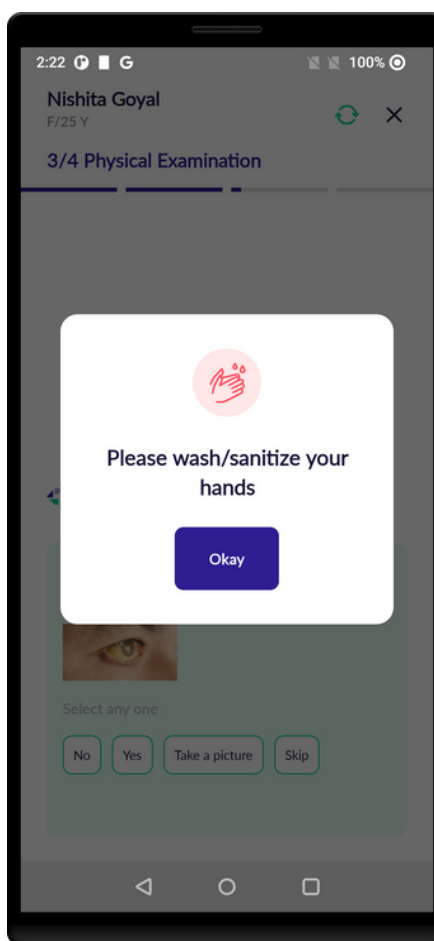 2:22 G 100%
Nishita Goyal
F/25 Y
3/4 Physical Examination
Please wash/sanitize your
hands
Okay
Select any one
No Yes Take a picture Skip